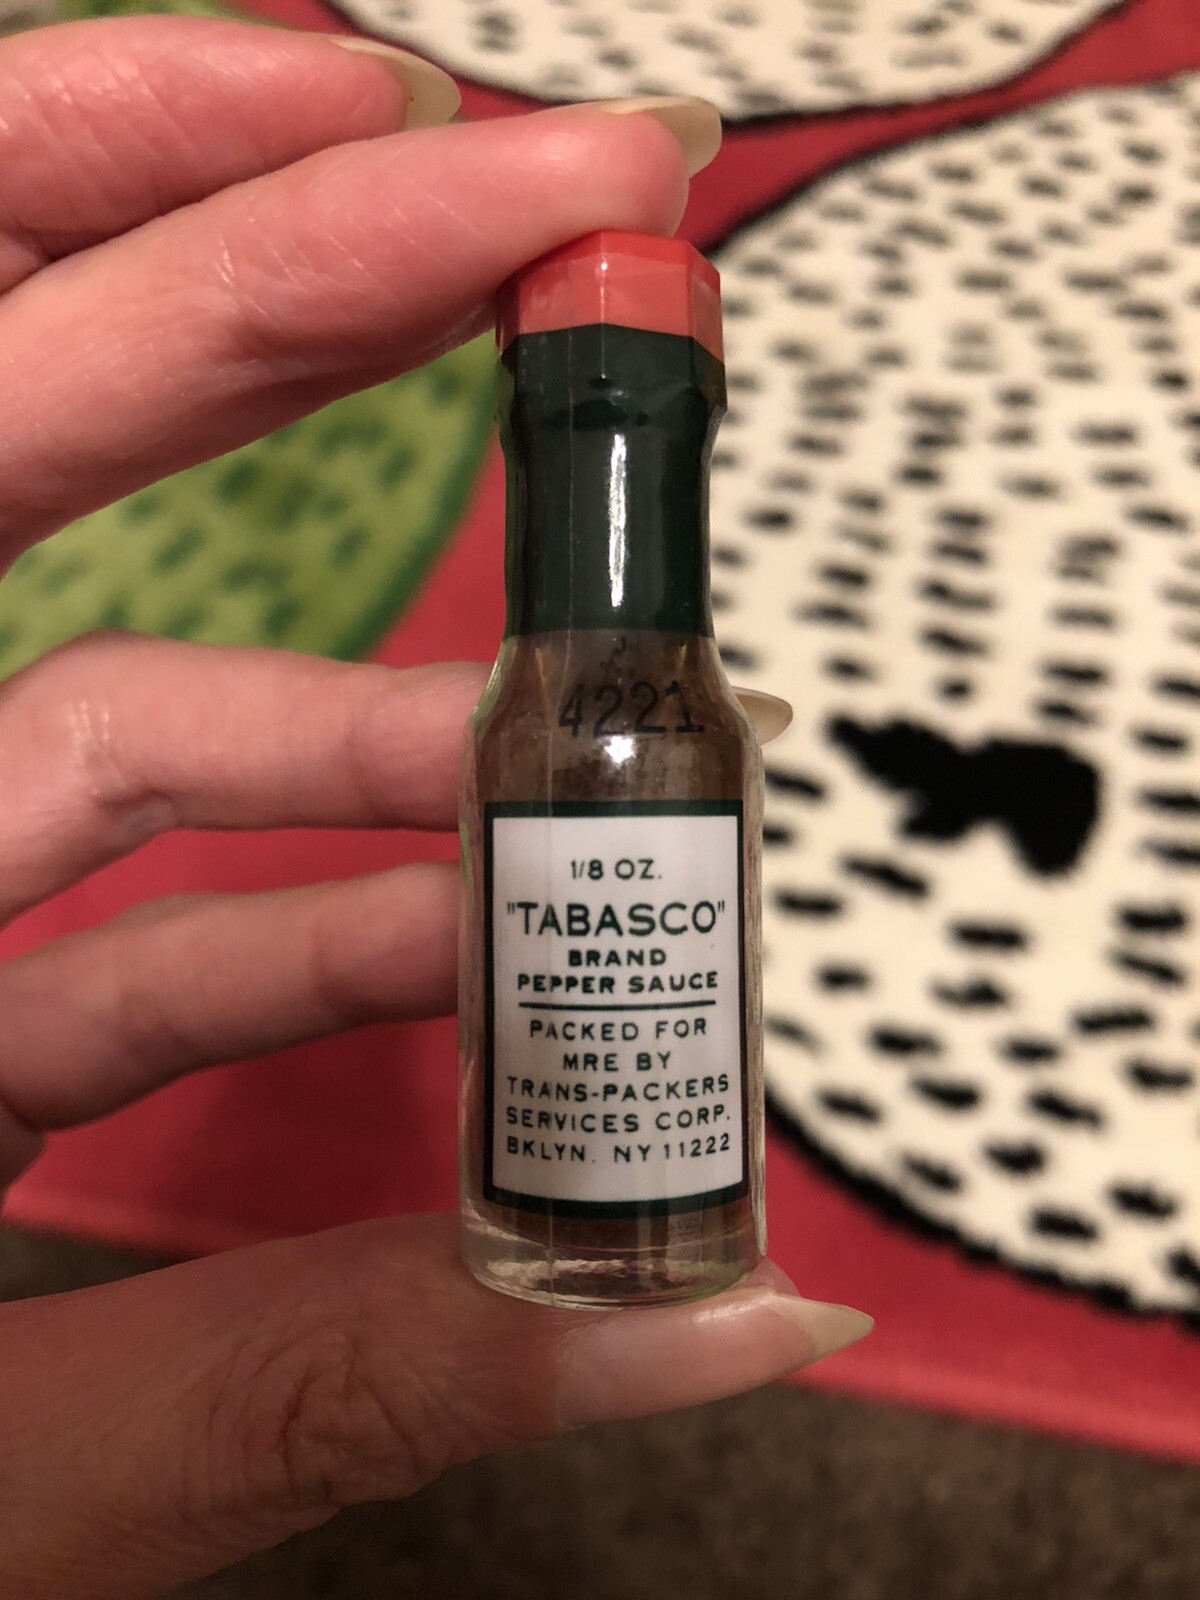 4221
1/8 OZ.
"TABASCO"
BRAND
PEPPER SAUCE
PACKED FOR
MRE BY
TRANS-PACKERS
SERVICES CORP.
BKLYN. NY 11222